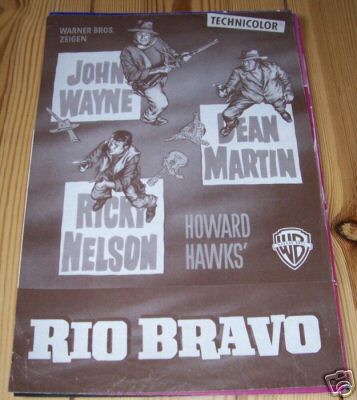 WARNER BROS.
ZEIGEN
TECHNICOLOR
JOHN
WAYNE
DEAN
MARTIN
RICKY
NELSON
HOWARD
HAWKS'
WB
RIO BRAVO